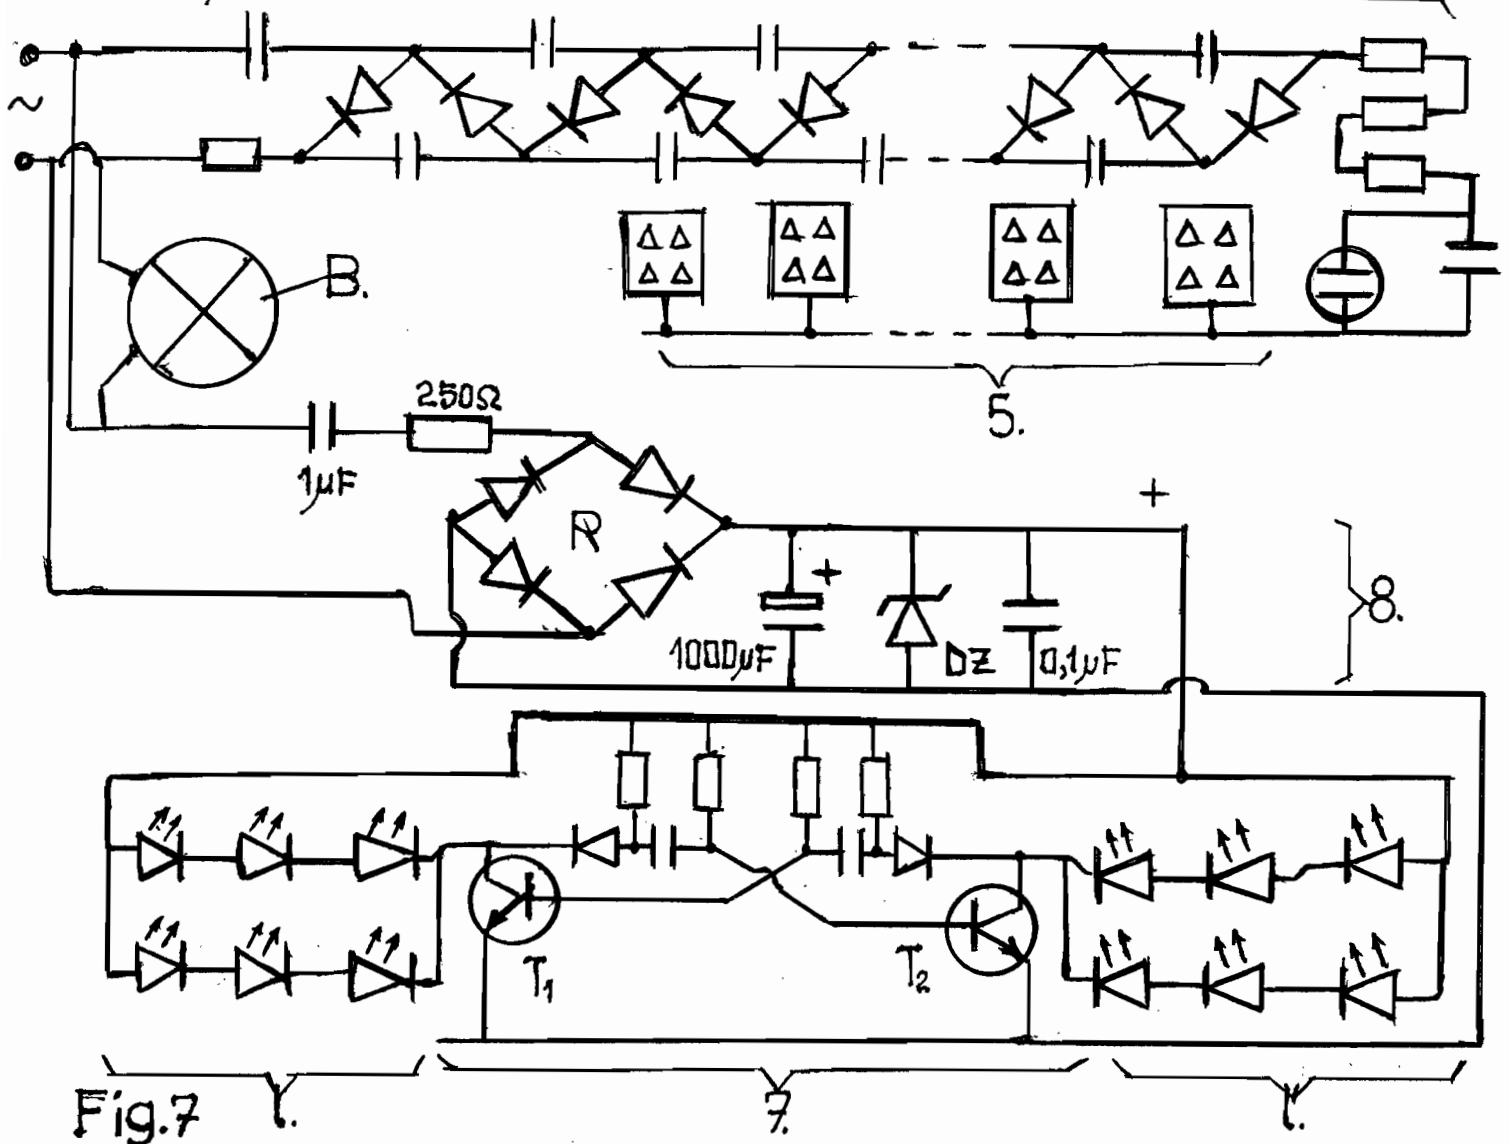 ~
B.
5.
250Ω
1µF
R
+
+
1000µF
DZ
0,1µF
8.
T1
T2
7.
Fig.7